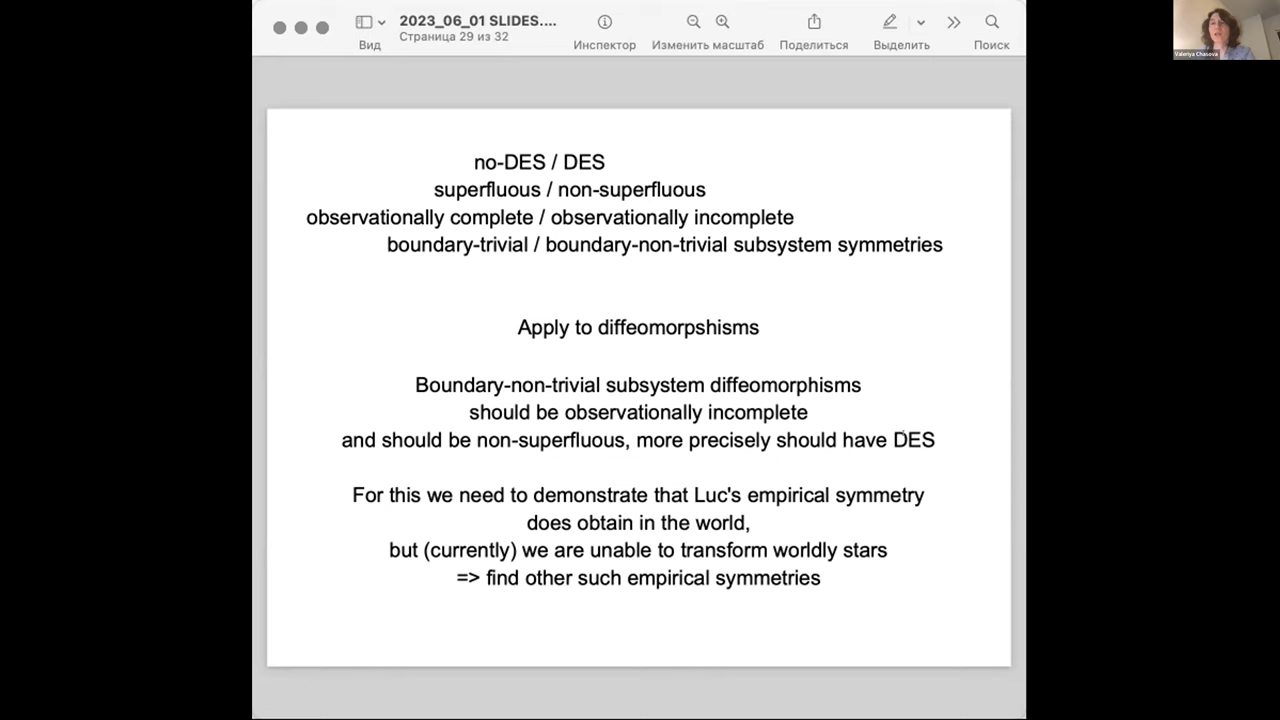 2023_06_01 SLIDES....
Страница 29 из 32
Вид
Инспектор
Изменить масштаб
Поделиться
Выделить
Поиск
Valeriya Chasova
no-DES / DES
superfluous / non-superfluous
observationally complete / observationally incomplete
boundary-trivial / boundary-non-trivial subsystem symmetries
Apply to diffeomorpshisms
Boundary-non-trivial subsystem diffeomorphisms
should be observationally incomplete
and should be non-superfluous, more precisely should have DES
For this we need to demonstrate that Luc's empirical symmetry
does obtain in the world,
but (currently) we are unable to transform worldly stars
=> find other such empirical symmetries